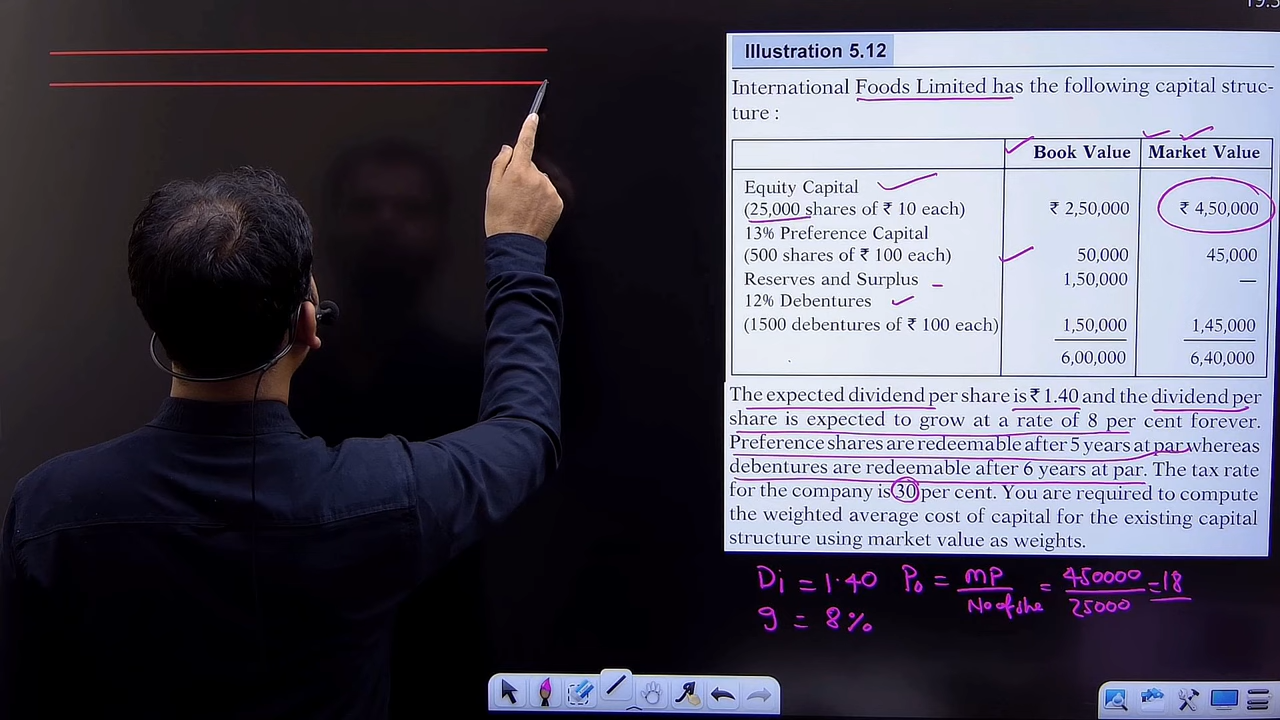 Illustration 5.12
International Foods Limited has the following capital struc-
ture :
Book Value Market Value
Equity Capital
(25,000 shares of ₹ 10 each) ₹ 2,50,000 ₹ 4,50,000
13% Preference Capital
(500 shares of ₹ 100 each) 50,000 45,000
Reserves and Surplus 1,50,000 —
12% Debentures
(1500 debentures of ₹ 100 each) 1,50,000 1,45,000
6,00,000 6,40,000
The expected dividend per share is ₹ 1.40 and the dividend per
share is expected to grow at a rate of 8 per cent forever.
Preference shares are redeemable after 5 years at par whereas
debentures are redeemable after 6 years at par. The tax rate
for the company is 30 per cent. You are required to compute
the weighted average cost of capital for the existing capital
structure using market value as weights.
D1 = 1.40 P0 = MP / No of she = 450000 / 25000 = 18
g = 8%